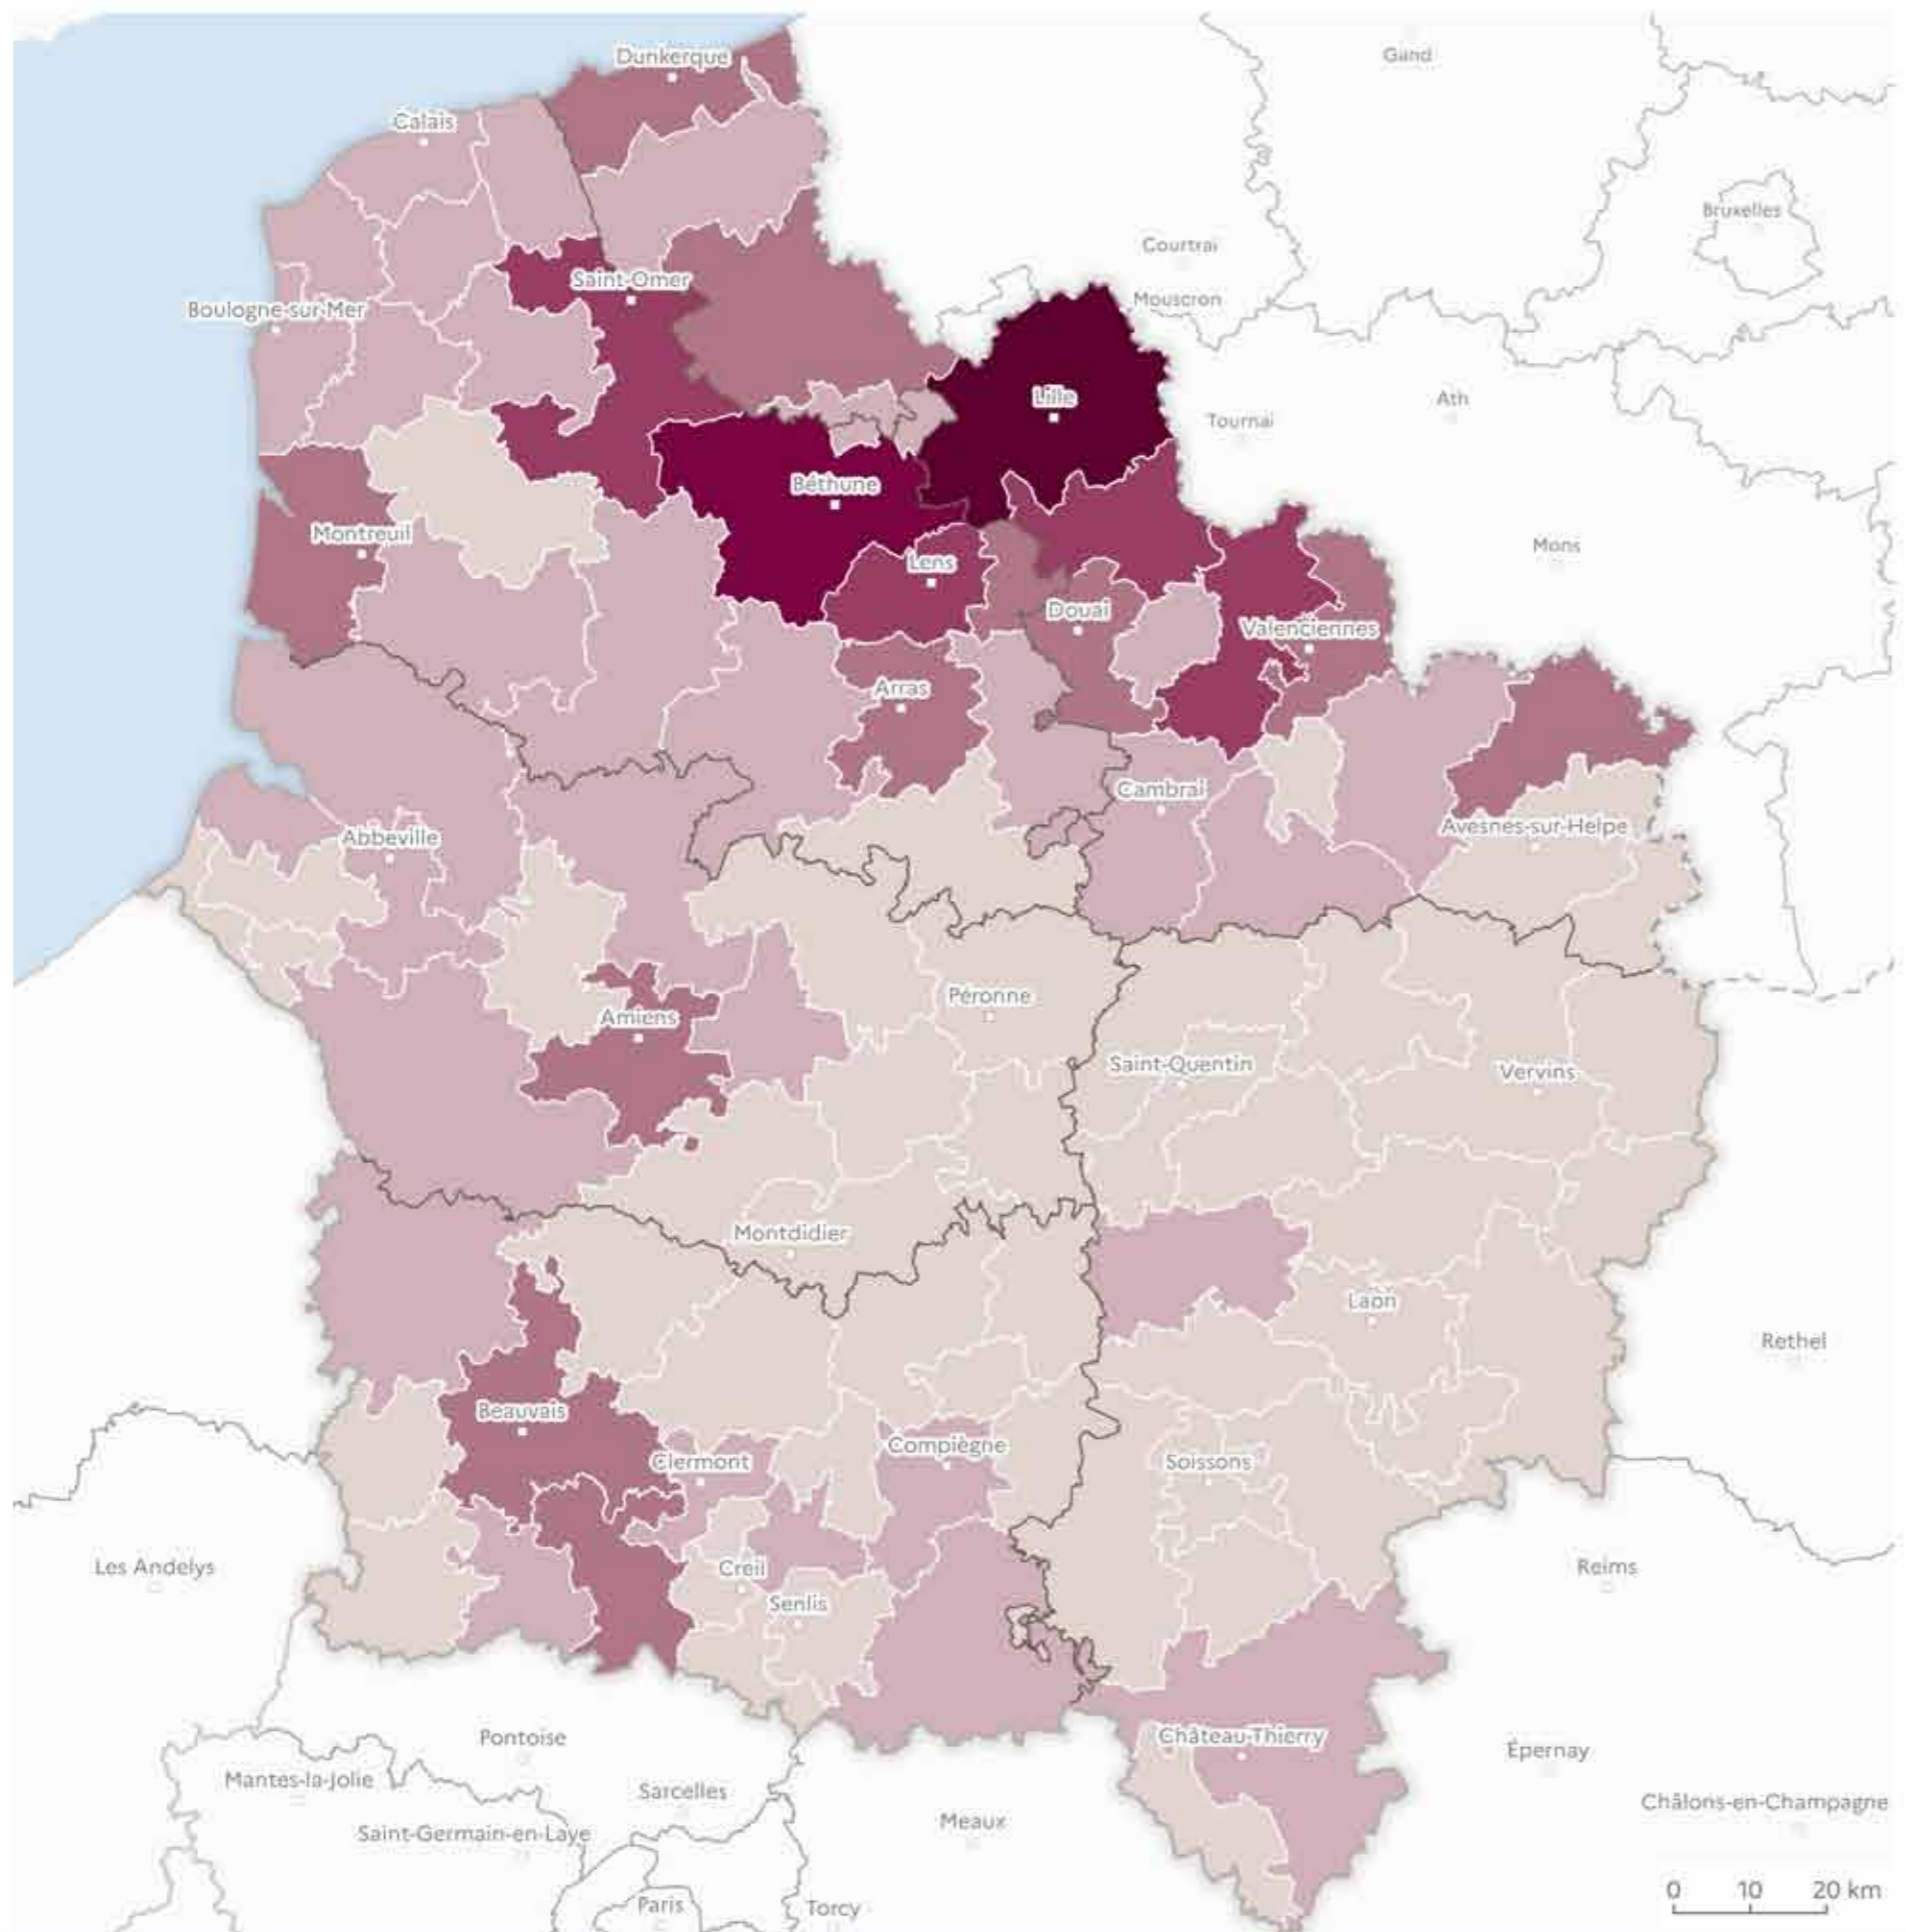 Dunkerque
Gand
Calais
Bruxelles
Courtrai
Saint-Omer
Mouscron
Boulogne-sur-Mer
Lille
Ath
Tournai
Béthune
Montreuil
Mons
Lens
Douai
Valenciennes
Arras
Cambrai
Avesnes-sur-Helpe
Abbeville
Péronne
Amiens
Saint-Quentin
Vervins
Montdidier
Laon
Rethel
Beauvais
Compiègne
Clermont
Soissons
Les Andelys
Creil
Reims
Senlis
Château-Thierry
Pontoise
Épernay
Mantes-la-Jolie
Sarcelles
Châlons-en-Champagne
Meaux
Saint-Germain-en-Laye
0 10 20 km
Paris
Torcy